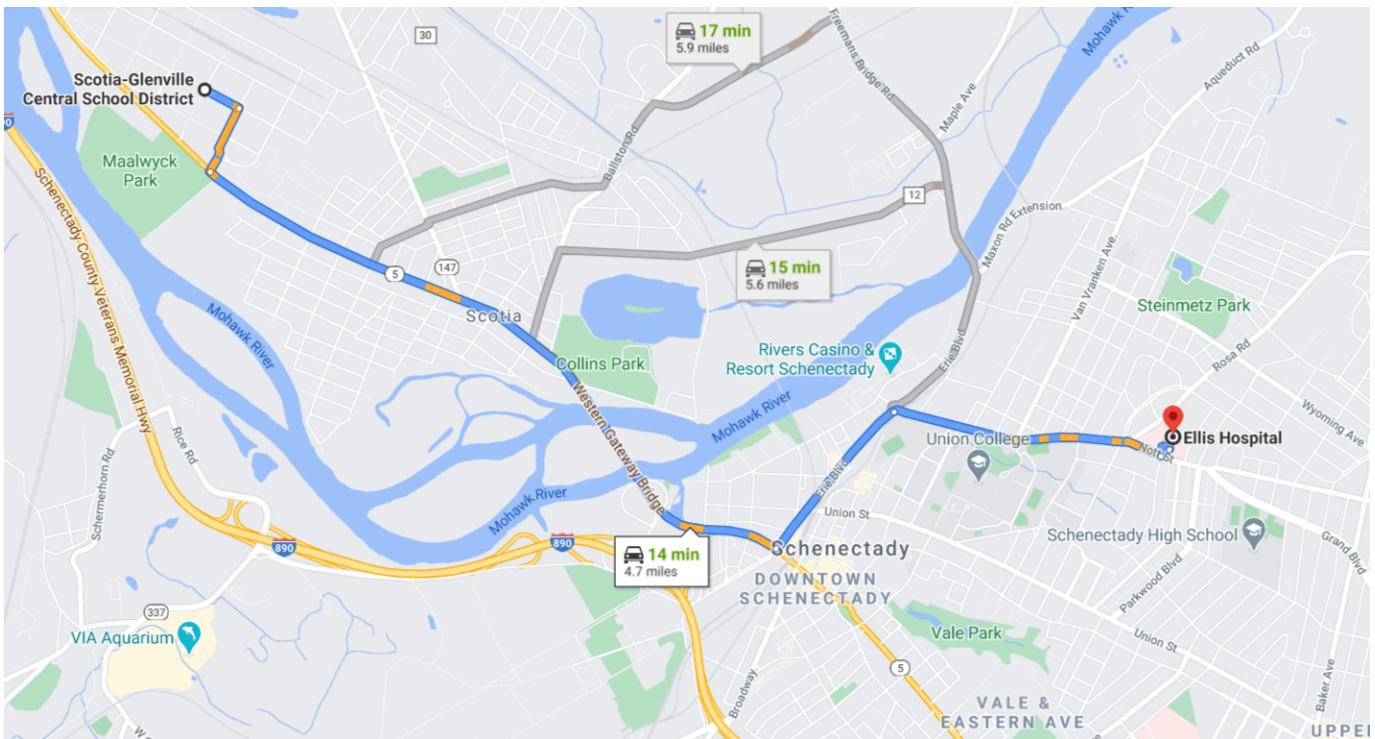 17 min
5.9 miles
30
Freemans Bridge Rd
Mohawk River
Scotia-Glenville
Central School District
Aqueduct Rd
Maple Ave
890
Maalwyck
Park
Ballston Rd
12
Maxon Rd Extension
Schenectady County Veterans Memorial Hwy
5
147
15 min
5.6 miles
Van Vranken Ave.
Steinmetz Park
Scotia
Mohawk River
Collins Park
Rivers Casino &
Resort Schenectady
Erie Blvd
Rosa Rd
Wyoming Ave
Mohawk River
Western Gateway Bridge
Union College
Ellis Hospital
Nott St
Rice Rd
Schermerhorn Rd
Mohawk River
Erie Blvd
Union St
Schenectady High School
Grand Blvd
890
890
14 min
4.7 miles
Schenectady
DOWNTOWN
SCHENECTADY
Parkwood Blvd
337
VIA Aquarium
Vale Park
Union St
5
Broadway
Baker Ave
VALE &
EASTERN AVE
UPPE